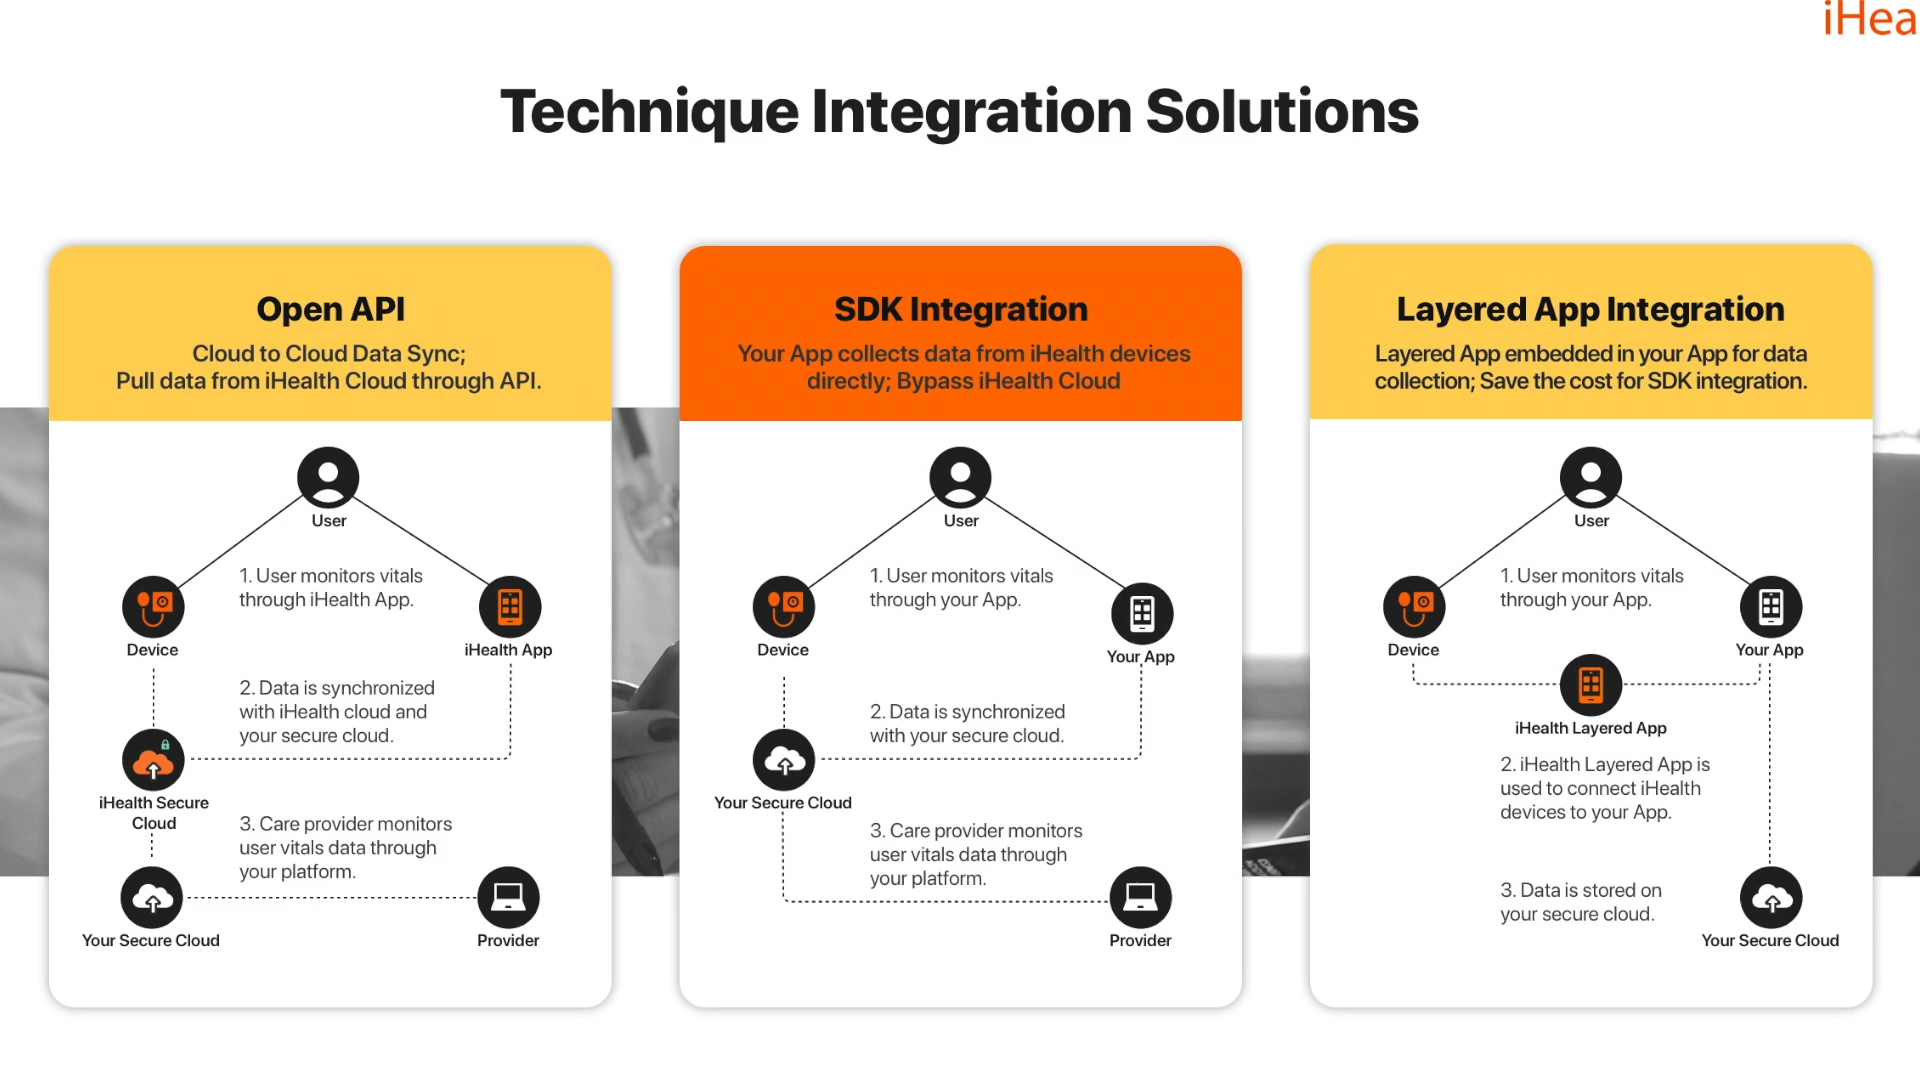 iHea
Technique Integration Solutions
Open API
Cloud to Cloud Data Sync;
Pull data from iHealth Cloud through API.
User
1. User monitors vitals
through iHealth App.
Device
iHealth App
2. Data is synchronized
with iHealth cloud and
your secure cloud.
iHealth Secure
Cloud
3. Care provider monitors
user vitals data through
your platform.
Your Secure Cloud
Provider
SDK Integration
Your App collects data from iHealth devices
directly; Bypass iHealth Cloud
User
1. User monitors vitals
through your App.
Device
Your App
2. Data is synchronized
with your secure cloud.
Your Secure Cloud
3. Care provider monitors
user vitals data through
your platform.
Provider
Layered App Integration
Layered App embedded in your App for data
collection; Save the cost for SDK integration.
User
1. User monitors vitals
through your App.
Device
Your App
iHealth Layered App
2. iHealth Layered App is
used to connect iHealth
devices to your App.
3. Data is stored on
your secure cloud.
Your Secure Cloud